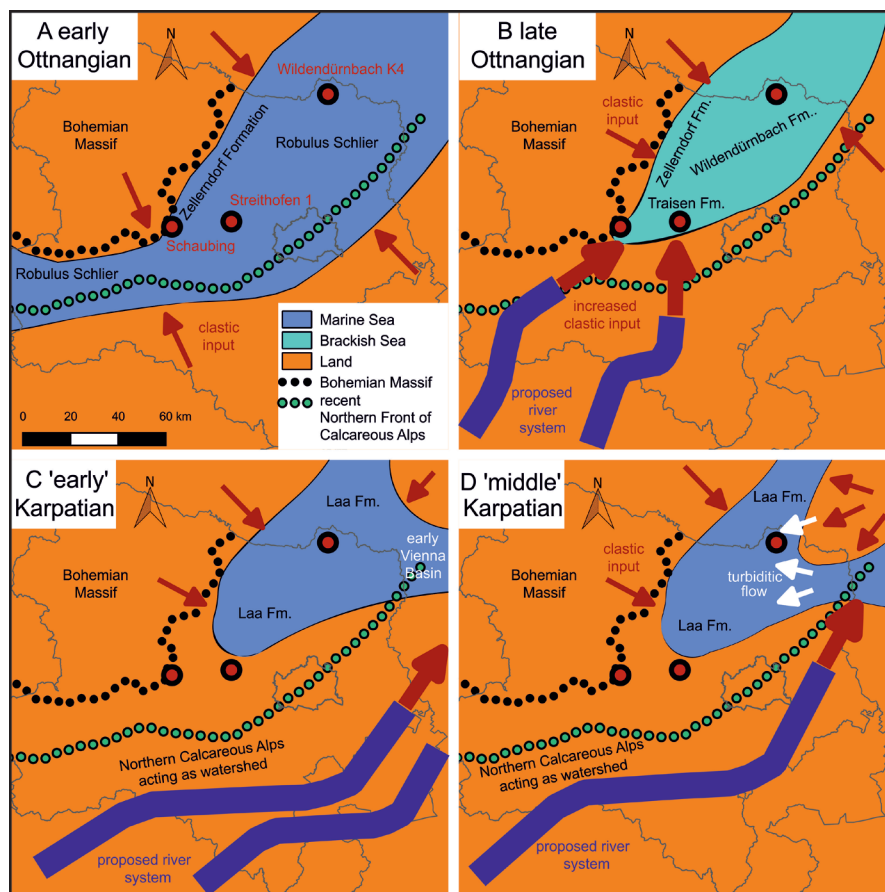 A early
Ottnangian
N
Wildendürnbach K4
Bohemian
Massif
Zellerndorf Formation
Robulus Schlier
Streithofen 1
Schaubing
Robulus Schlier
clastic
input
Marine Sea
Brackish Sea
Land
Bohemian Massif
recent
Northern Front of
Calcareous Alps
0 20 40 60 km
B late
Ottnangian
N
clastic
input
Bohemian
Massif
Zellerndorf Fm.
Wildendürnbach Fm..
Traisen Fm.
increased
clastic input
proposed
river
system
C 'early'
Karpatian
N
Laa Fm.
early
Vienna
Basin
Bohemian
Massif
Laa Fm.
Northern Calcareous Alps
acting as watershed
proposed river
system
D 'middle'
Karpatian
N
Laa Fm.
clastic
input
Bohemian
Massif
turbiditic
flow
Laa Fm.
Northern Calcareous Alps
acting as watershed
proposed river
system